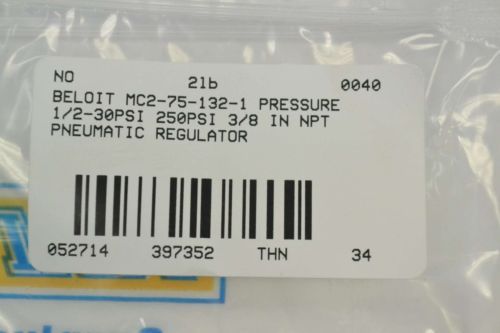 NO 2lb 0040
BELOIT MC2-75-132-1 PRESSURE
1/2-30PSI 250PSI 3/8 IN NPT
PNEUMATIC REGULATOR
052714 397352 THN 34